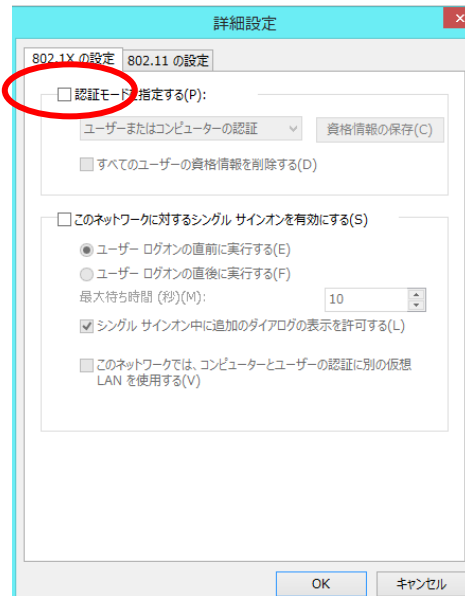 詳細設定
802.1X の設定 802.11 の設定
認証モードを指定する(P):
ユーザーまたはコンピューターの認証 資格情報の保存(C)
すべてのユーザーの資格情報を削除する(D)
このネットワークに対するシングル サインオンを有効にする(S)
ユーザー ログオンの直前に実行する(E)
ユーザー ログオンの直後に実行する(F)
最大待ち時間 (秒)(M): 10
シングル サインオン中に追加のダイアログの表示を許可する(L)
このネットワークでは、コンピューターとユーザーの認証に別の仮想
LAN を使用する(V)
OK キャンセル